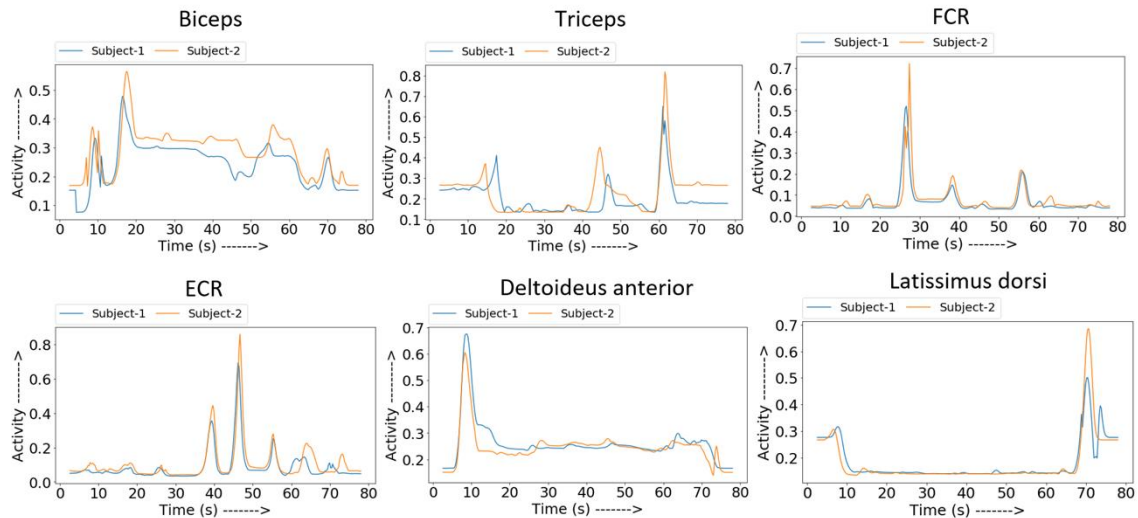 Biceps
Subject-1 Subject-2
Activity ------->
0.5
0.4
0.3
0.2
0.1
0 10 20 30 40 50 60 70 80
Time (s) ------->
Triceps
Subject-1 Subject-2
Activity ------->
0.8
0.7
0.6
0.5
0.4
0.3
0.2
0.1
0 10 20 30 40 50 60 70 80
Time (s) ------->
FCR
Subject-1 Subject-2
Activity ------->
0.7
0.6
0.5
0.4
0.3
0.2
0.1
0.0
0 10 20 30 40 50 60 70 80
Time (s) ------->
ECR
Subject-1 Subject-2
Activity ------->
0.8
0.6
0.4
0.2
0.0
0 10 20 30 40 50 60 70 80
Time (s) ------->
Deltoideus anterior
Subject-1 Subject-2
Activity ------->
0.7
0.6
0.5
0.4
0.3
0.2
0 10 20 30 40 50 60 70 80
Time (s) ------->
Latissimus dorsi
Subject-1 Subject-2
Activity ------->
0.7
0.6
0.5
0.4
0.3
0.2
0 10 20 30 40 50 60 70 80
Time (s) ------->